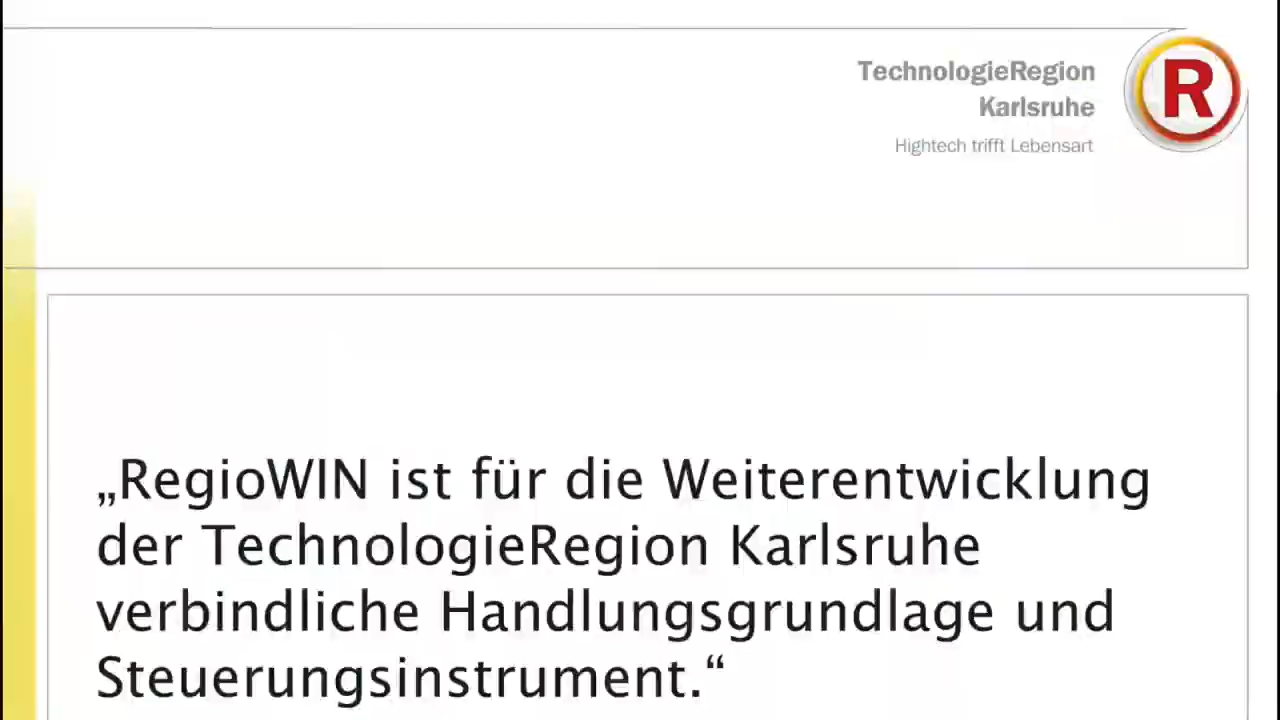 TechnologieRegion
Karlsruhe
Hightech trifft Lebensart
R
„RegioWIN ist für die Weiterentwicklung
der TechnologieRegion Karlsruhe
verbindliche Handlungsgrundlage und
Steuerungsinstrument.“